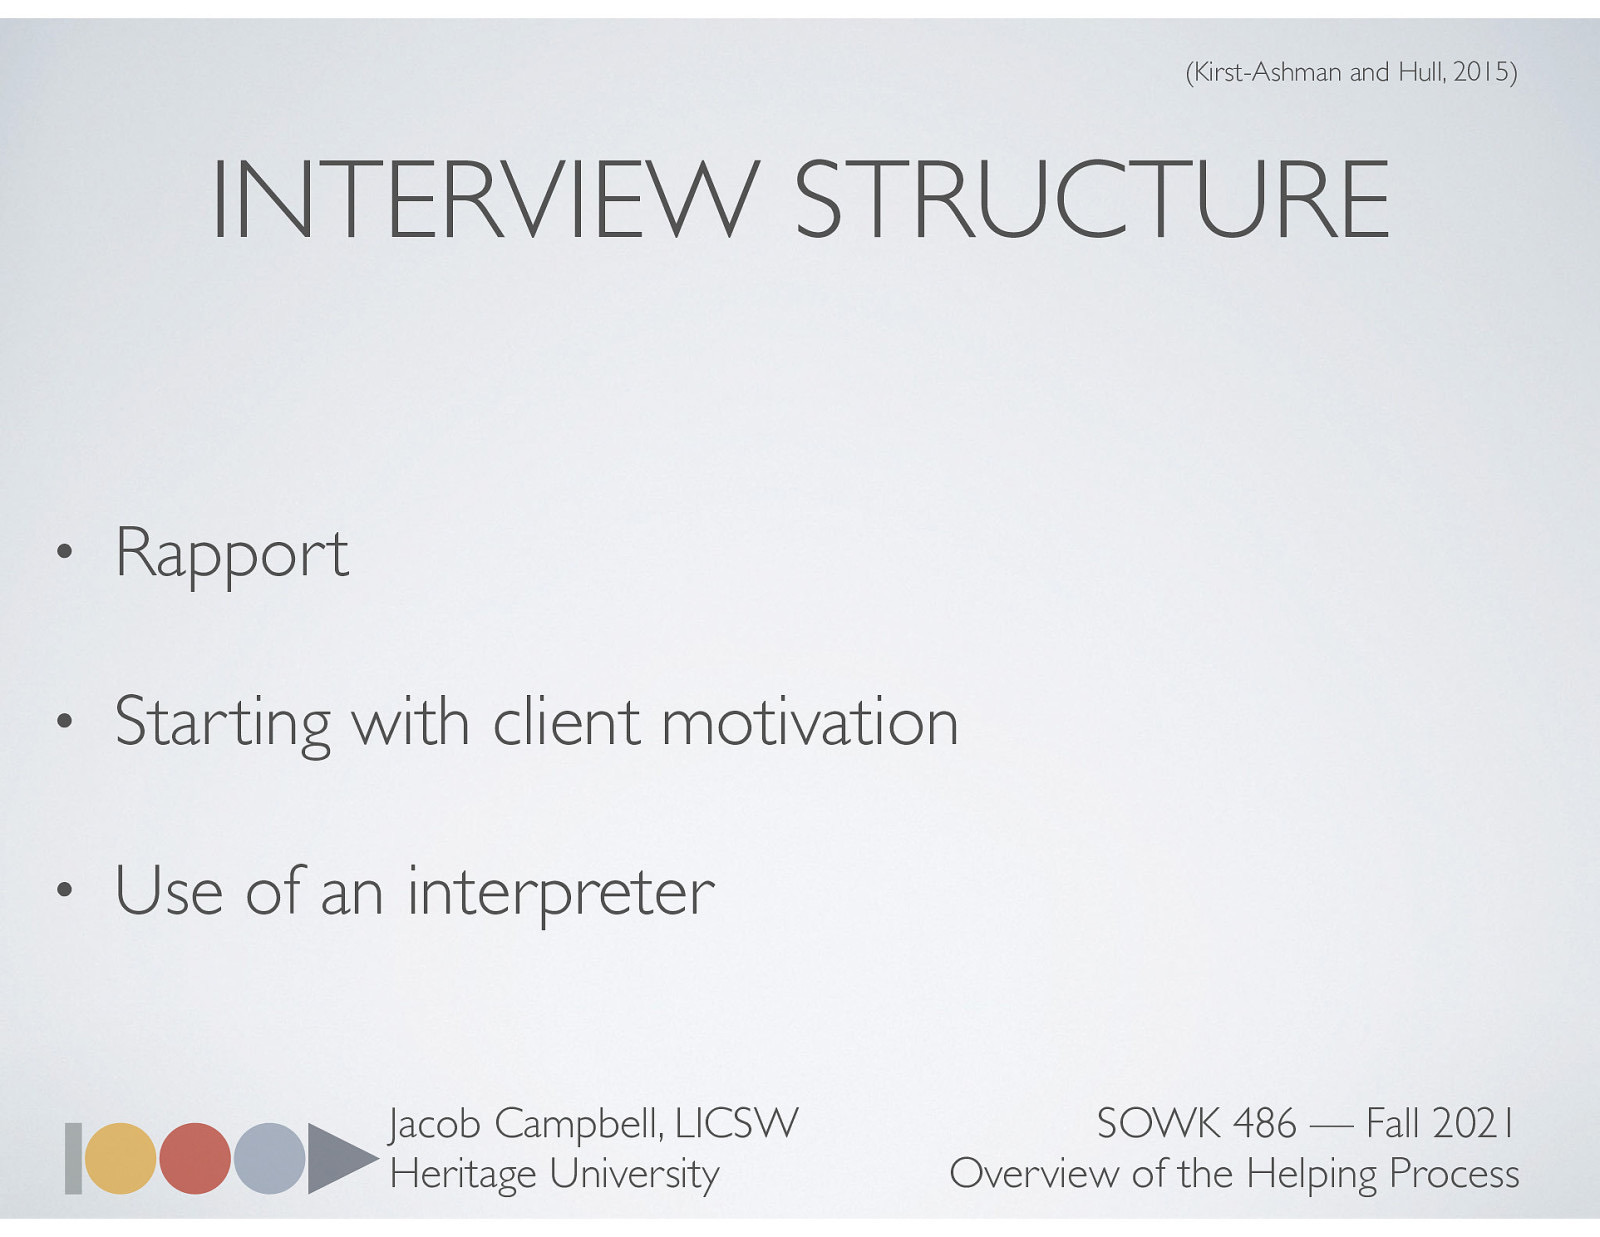 (Kirst-Ashman and Hull, 2015)
INTERVIEW STRUCTURE
• Rapport
• Starting with client motivation
• Use of an interpreter
Jacob Campbell, LICSW
Heritage University
SOWK 486 — Fall 2021
Overview of the Helping Process